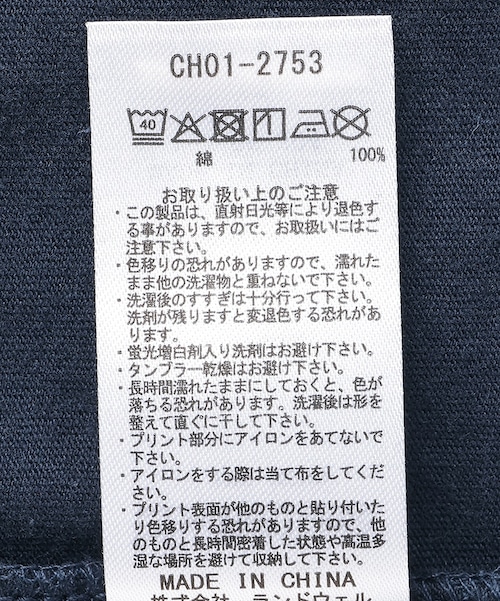 CH01-2753
40
綿 100%
お取り扱い上のご注意
・この製品は、直射日光等により退色す
る事がありますので、お取扱いにはご
注意下さい。
・色移りの恐れがありますので、濡れた
まま他の洗濯物と重ねないで下さい。
・洗濯後のすすぎは十分行って下さい。
洗剤が残りますと変退色する恐れがあ
ります。
・蛍光増白剤入り洗剤はお避け下さい。
・タンブラー乾燥はお避け下さい。
・長時間濡れたままにしておくと、色が
落ちる恐れがあります。洗濯後は形を
整えて直ぐに干して下さい。
・プリント部分にアイロンをあてないで
下さい。
・アイロンをする際は当て布をしてくだ
さい。
・プリント表面が他のものと貼り付いた
り色移りする恐れがありますので、他
のものと長時間密着した状態や高温多
湿な場所を避けて収納して下さい。
MADE IN CHINA
株式会社 ランドウェル